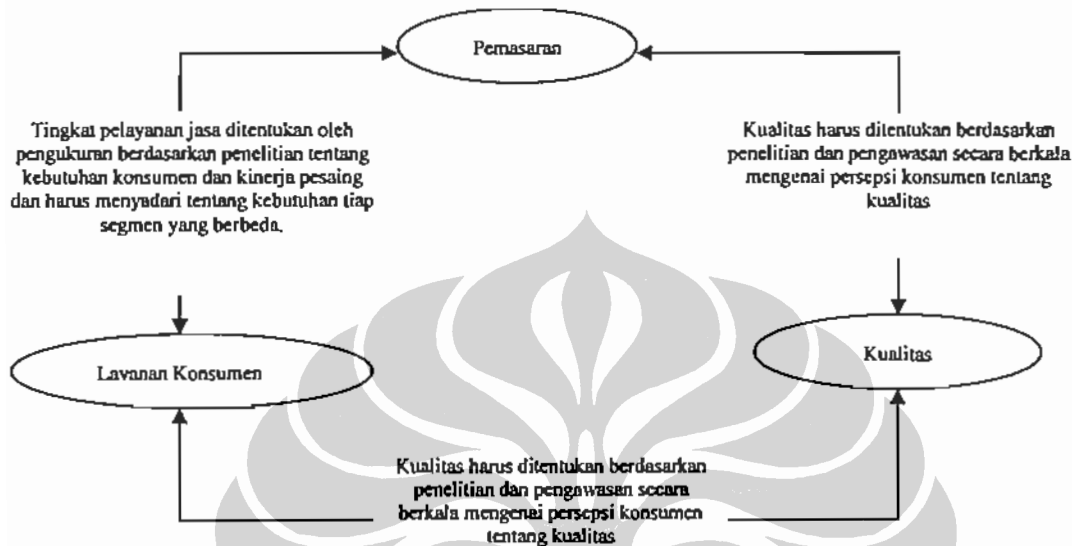 Pemasaran
Tingkat pelayanan jasa ditentukan oleh
pengukuran berdasarkan penelitian tentang
kebutuhan konsumen dan kinerja pesaing
dan harus menyadari tentang kebutuhan tiap
segmen yang berbeda.
Kualitas harus ditentukan berdasarkan
penelitian dan pengawasan secara berkala
mengenai persepsi konsumen tentang
kualitas
Layanan Konsumen
Kualitas
Kualitas harus ditentukan berdasarkan
penelitian dan pengawasan secara
berkala mengenai persepsi konsumen
tentang kualitas